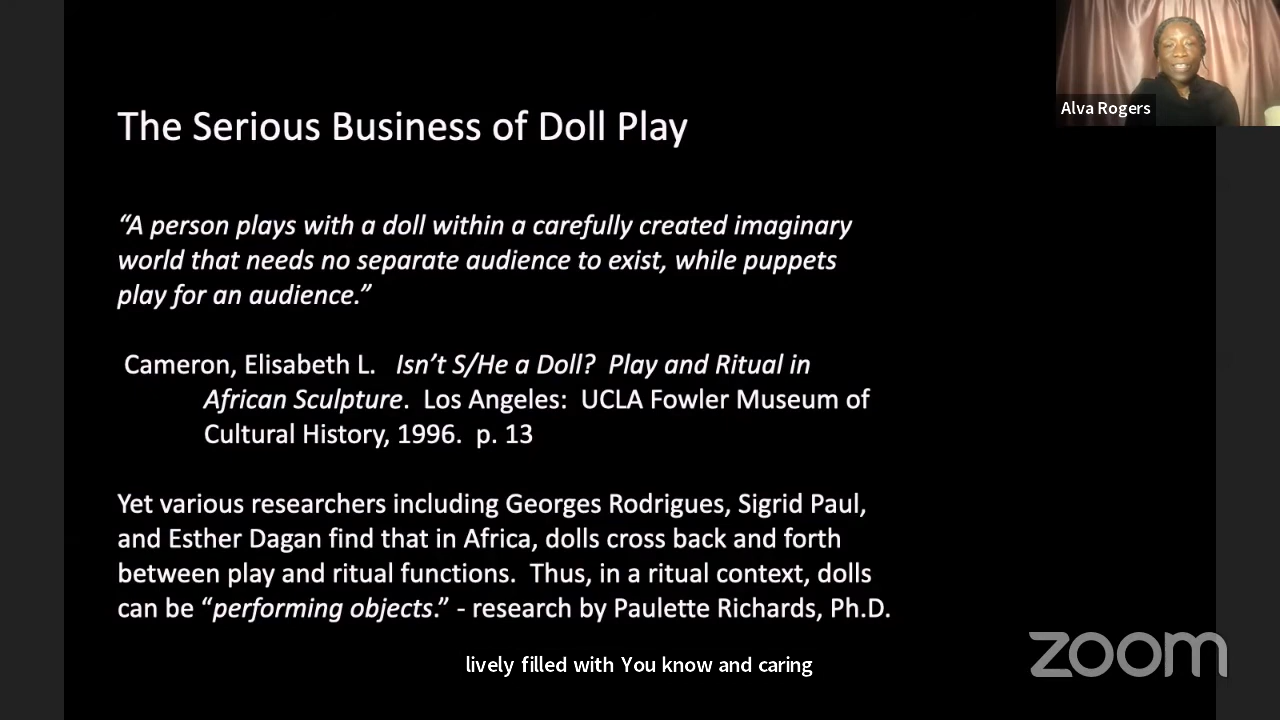 Alva Rogers
The Serious Business of Doll Play
“A person plays with a doll within a carefully created imaginary
world that needs no separate audience to exist, while puppets
play for an audience.”
Cameron, Elisabeth L. Isn’t S/He a Doll? Play and Ritual in
African Sculpture. Los Angeles: UCLA Fowler Museum of
Cultural History, 1996. p. 13
Yet various researchers including Georges Rodrigues, Sigrid Paul,
and Esther Dagan find that in Africa, dolls cross back and forth
between play and ritual functions. Thus, in a ritual context, dolls
can be “performing objects.” - research by Paulette Richards, Ph.D.
zoom
lively filled with You know and caring